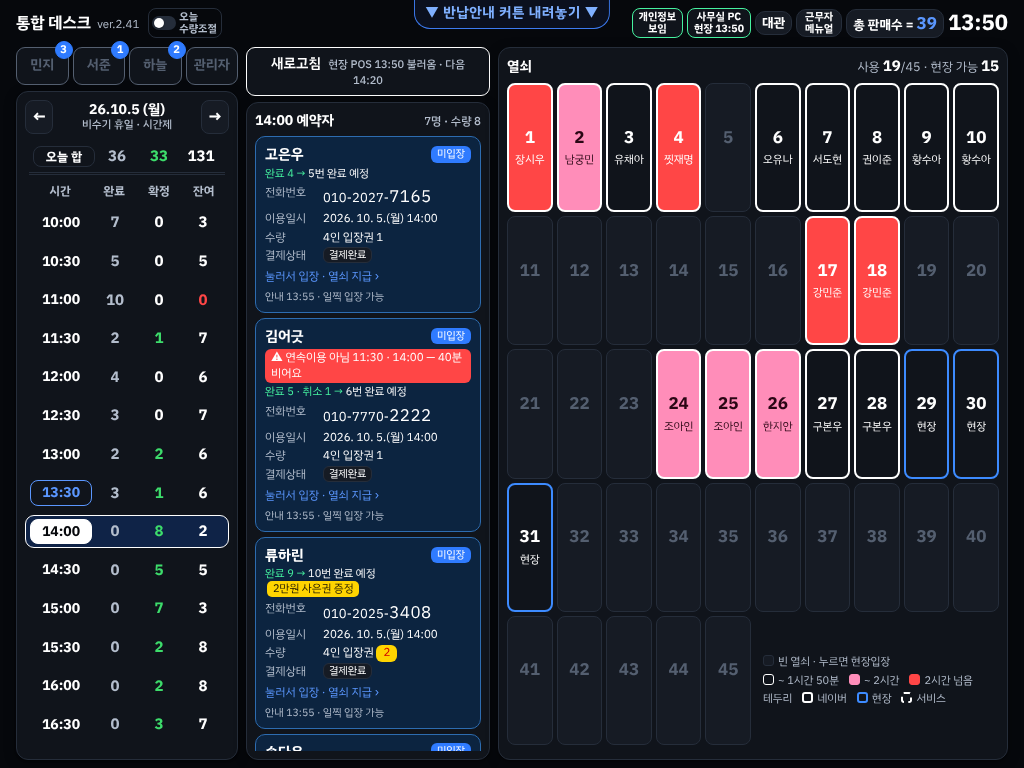 통합 데스크 ver.2.41
오늘
수량조절
▼ 반납안내 커튼 내려놓기 ▼
개인정보
보임
사무실 PC
현장 13:50
대관
근무자
메뉴얼
총 판매수 = 39
13:50
민지 3
서준 1
하늘 2
관리자
←
26.10.5 (월)
비수기 휴일 · 시간제
→
오늘 합 36 33 131
시간 완료 확정 잔여
10:00 7 0 3
10:30 5 0 5
11:00 10 0 0
11:30 2 1 7
12:00 4 0 6
12:30 3 0 7
13:00 2 2 6
13:30 3 1 6
14:00 0 8 2
14:30 0 5 5
15:00 0 7 3
15:30 0 2 8
16:00 0 2 8
16:30 0 3 7
새로고침 현장 POS 13:50 불러옴 · 다음
14:20
14:00 예약자 7명 · 수량 8
고은우 미입장
완료 4 → 5번 완료 예정
전화번호 010-2027-7165
이용일시 2026. 10. 5.(월) 14:00
수량 4인 입장권 1
결제상태 결제완료
눌러서 입장 · 열쇠 지급 ›
안내 13:55 · 일찍 입장 가능
김어긋 미입장
⚠ 연속이용 아님 11:30 · 14:00 — 40분
비어요
완료 5 · 취소 1 → 6번 완료 예정
전화번호 010-7770-2222
이용일시 2026. 10. 5.(월) 14:00
수량 4인 입장권 1
결제상태 결제완료
눌러서 입장 · 열쇠 지급 ›
안내 13:55 · 일찍 입장 가능
류하린 미입장
완료 9 → 10번 완료 예정
2만원 사은권 증정
전화번호 010-2025-3408
이용일시 2026. 10. 5.(월) 14:00
수량 4인 입장권 2
결제상태 결제완료
눌러서 입장 · 열쇠 지급 ›
안내 13:55 · 일찍 입장 가능
열쇠 사용 19/45 · 현장 가능 15
1 2 3 4 5 6 7 8 9 10
장시우 남궁민 유채아 찟재명 오유나 서도현 권이준 황수아 황수아
11 12 13 14 15 16 17 18 19 20
강민준 강민준
21 22 23 24 25 26 27 28 29 30
조아인 조아인 한지안 구본우 구본우 현장 현장
31 32 33 34 35 36 37 38 39 40
현장
41 42 43 44 45
빈 열쇠 · 누르면 현장입장
~ 1시간 50분 ~ 2시간 2시간 넘음
테두리 네이버 현장 서비스